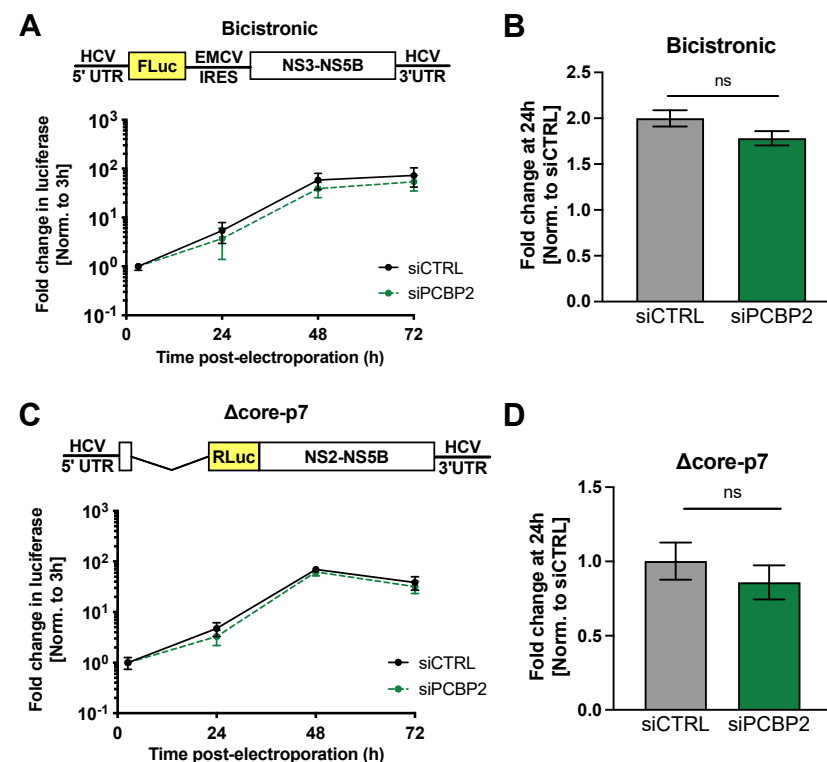 A
Bicistronic
HCV
5' UTR
FLuc
EMCV
IRES
NS3-NS5B
HCV
3'UTR
Fold change in luciferase
[Norm. to 3h]
10³
10²
10¹
10⁰
10⁻¹
siCTRL
siPCBP2
0
24
48
72
Time post-electroporation (h)
B
Bicistronic
ns
Fold change at 24h
[Norm. to siCTRL]
2.5
2.0
1.5
1.0
0.5
0.0
siCTRL
siPCBP2
C
Δcore-p7
HCV
5' UTR
RLuc
NS2-NS5B
HCV
3'UTR
Fold change in luciferase
[Norm. to 3h]
10³
10²
10¹
10⁰
10⁻¹
siCTRL
siPCBP2
0
24
48
72
Time post-electroporation (h)
D
Δcore-p7
ns
Fold change at 24h
[Norm. to siCTRL]
1.5
1.0
0.5
0.0
siCTRL
siPCBP2